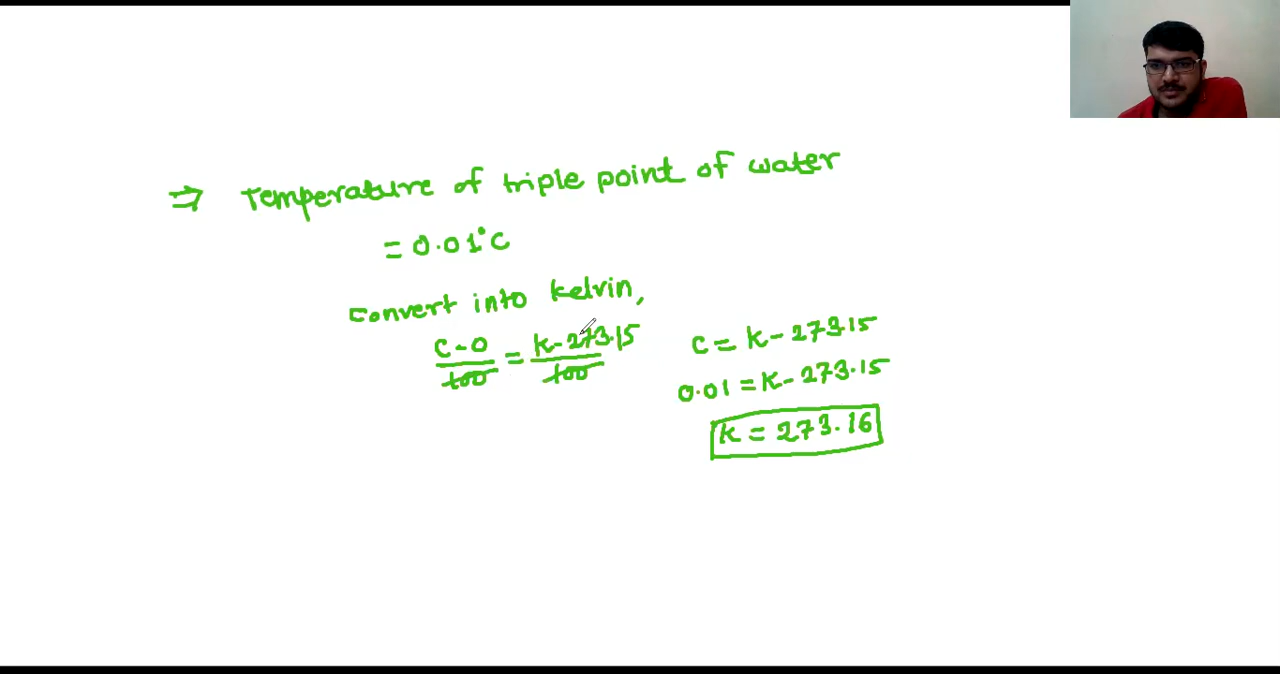 ⇒ Temperature of triple point of water
= 0.01°C
convert into kelvin,
C - 0 / 100 = K - 273.15 / 100
C = K - 273.15
0.01 = K - 273.15
K = 273.16